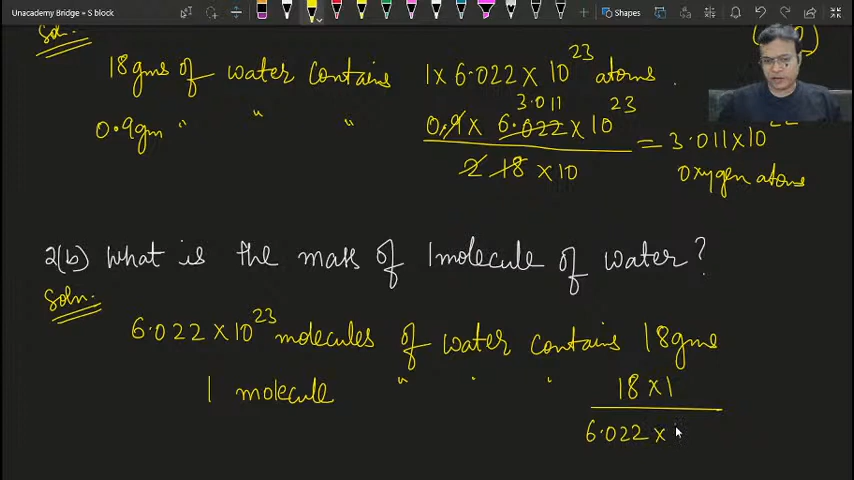 Unacademy Bridge + S block
Shapes
Sol.
18gms of water contains 1 x 6.022 x 10^23 atoms.
3.011
0.9gm " " " 0.9 x 6.022 x 10^23 / 2 18 x 10 = 3.011 x 10^22
oxygen atoms
2(b) What is the mass of 1 molecule of water?
Soln.
6.022 x 10^23 molecules of water contains 18gms
1 molecule " " " 18 x 1
6.022 x